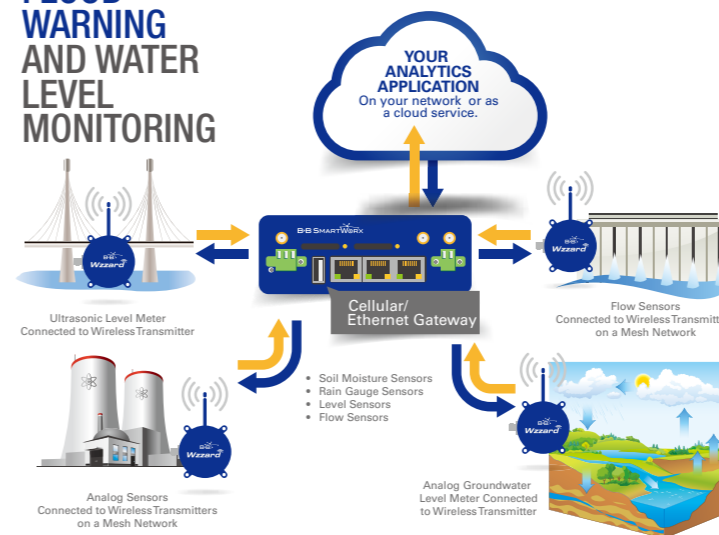 FLOOD
WARNING
AND WATER
LEVEL
MONITORING
YOUR
ANALYTICS
APPLICATION
On your network or as
a cloud service.
B+B SMARTWORX
Cellular/
Ethernet Gateway
B+B
Wzzard
Ultrasonic Level Meter
Connected to Wireless Transmitter
B+B
Wzzard
Flow Sensors
Connected to Wireless Transmitt
on a Mesh Network
• Soil Moisture Sensors
• Rain Gauge Sensors
• Level Sensors
• Flow Sensors
B+B
Wzzard
Analog Sensors
Connected to Wireless Transmitters
on a Mesh Network
B+B
Wzzard
Analog Groundwater
Level Meter Connected
to Wireless Transmitter